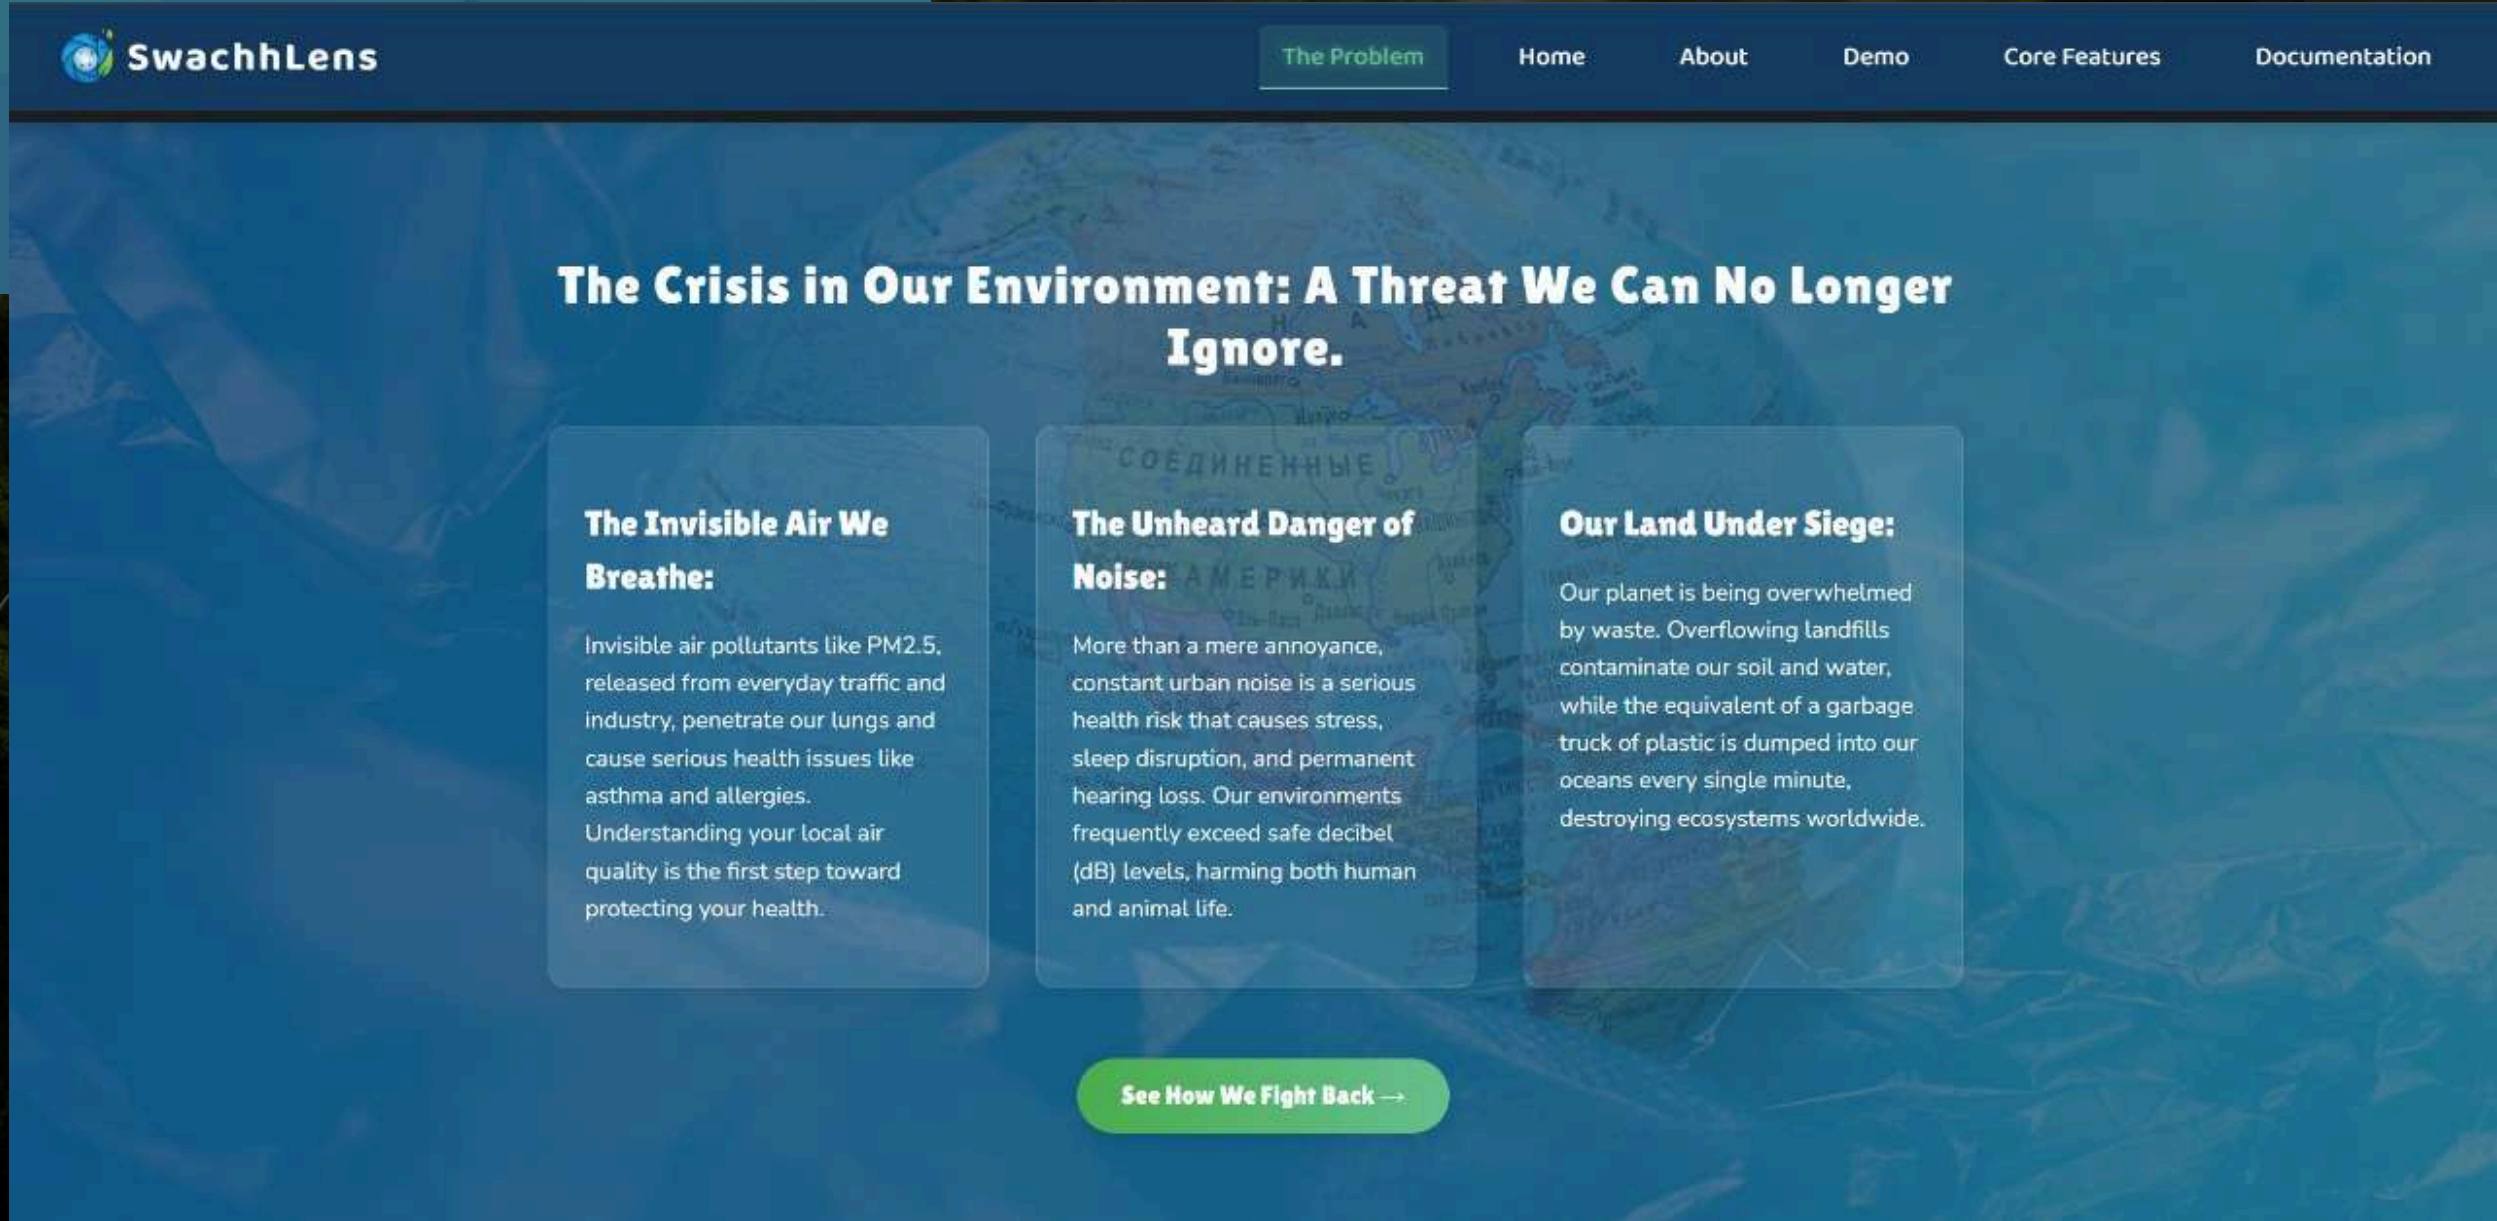 SwachhLens
The Problem Home About Demo Core Features Documentation
The Crisis in Our Environment: A Threat We Can No Longer
Ignore.
The Invisible Air We
Breathe:
Invisible air pollutants like PM2.5,
released from everyday traffic and
industry, penetrate our lungs and
cause serious health issues like
asthma and allergies.
Understanding your local air
quality is the first step toward
protecting your health.
The Unheard Danger of
Noise:
More than a mere annoyance,
constant urban noise is a serious
health risk that causes stress,
sleep disruption, and permanent
hearing loss. Our environments
frequently exceed safe decibel
(dB) levels, harming both human
and animal life.
Our Land Under Siege:
Our planet is being overwhelmed
by waste. Overflowing landfills
contaminate our soil and water,
while the equivalent of a garbage
truck of plastic is dumped into our
oceans every single minute,
destroying ecosystems worldwide.
See How We Fight Back →
СОЕДИНЕННЫЕ
АМЕРИКИ